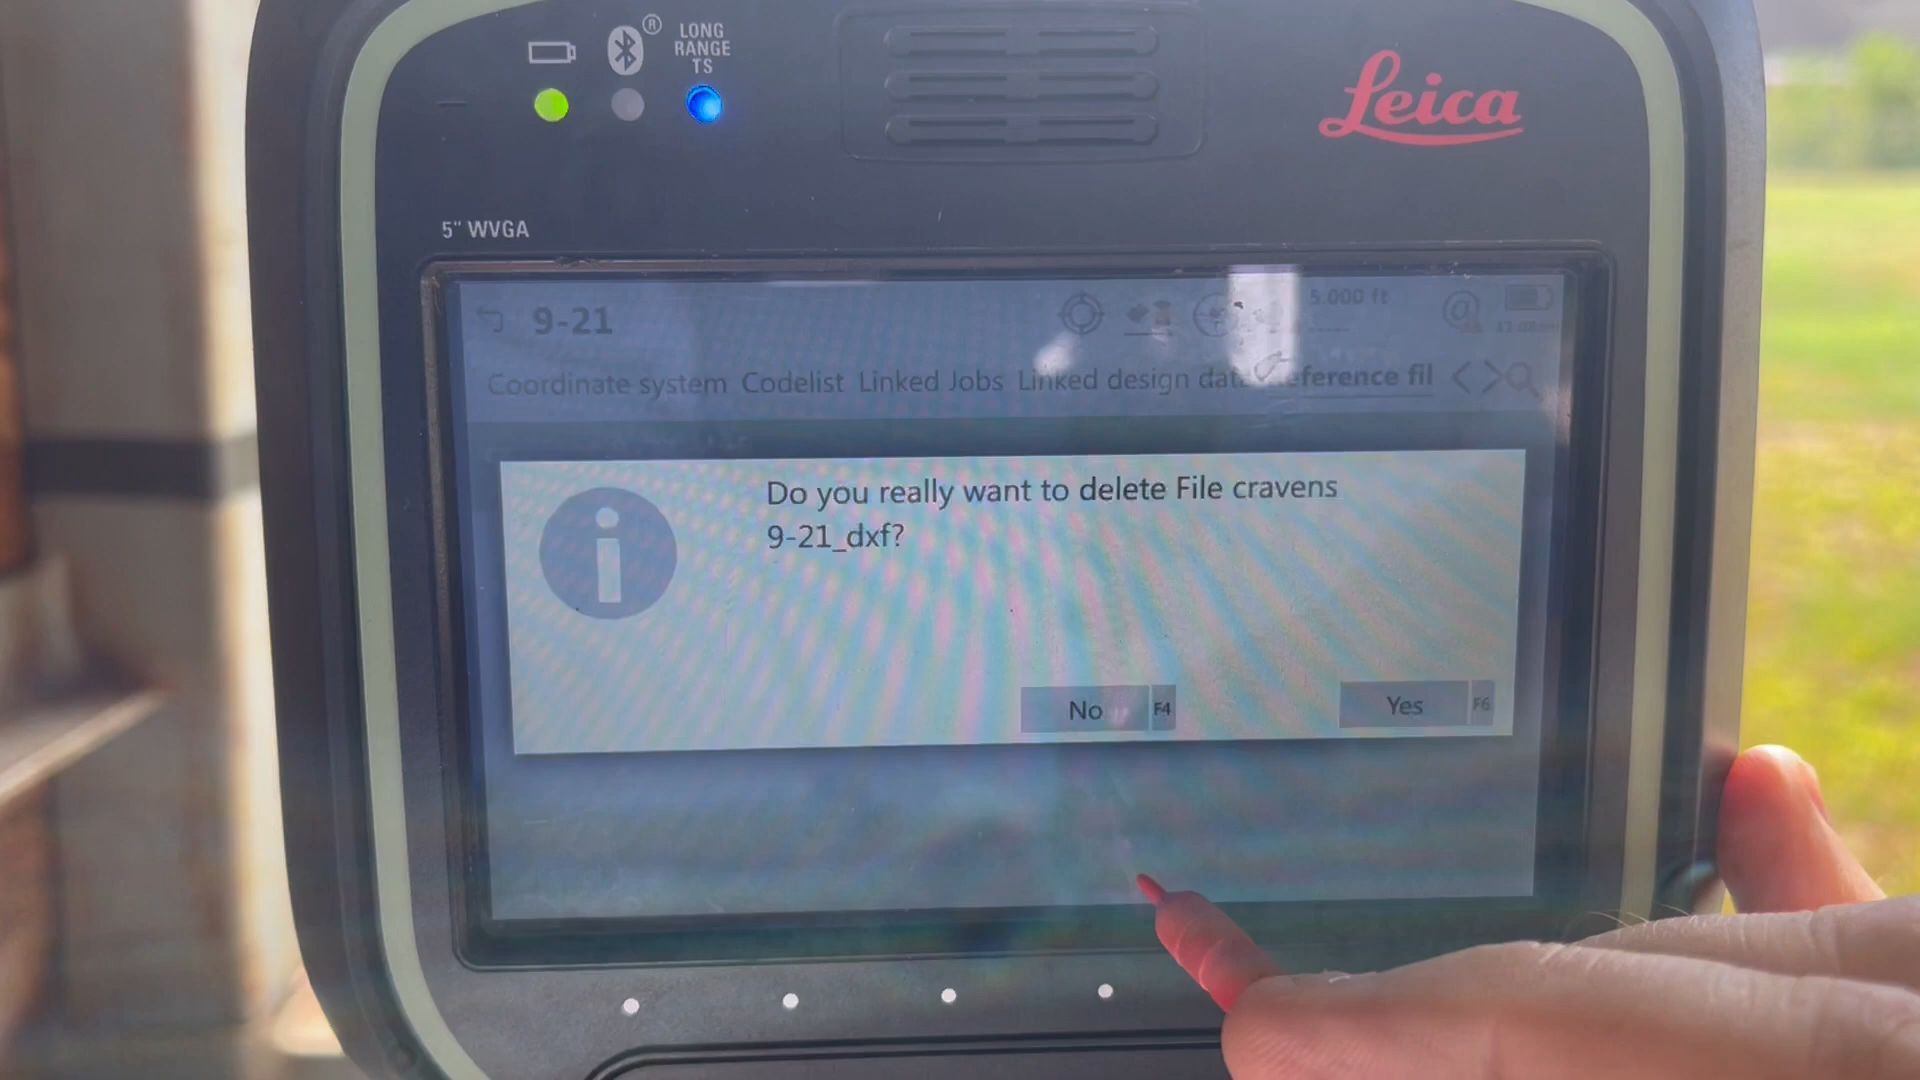 ®
LONG
RANGE
TS
Leica
5" WVGA
9-21
5.000 ft
Coordinate system Codelist Linked Jobs Linked design data Reference fil
Do you really want to delete File cravens
9-21_dxf?
No F4
Yes F6